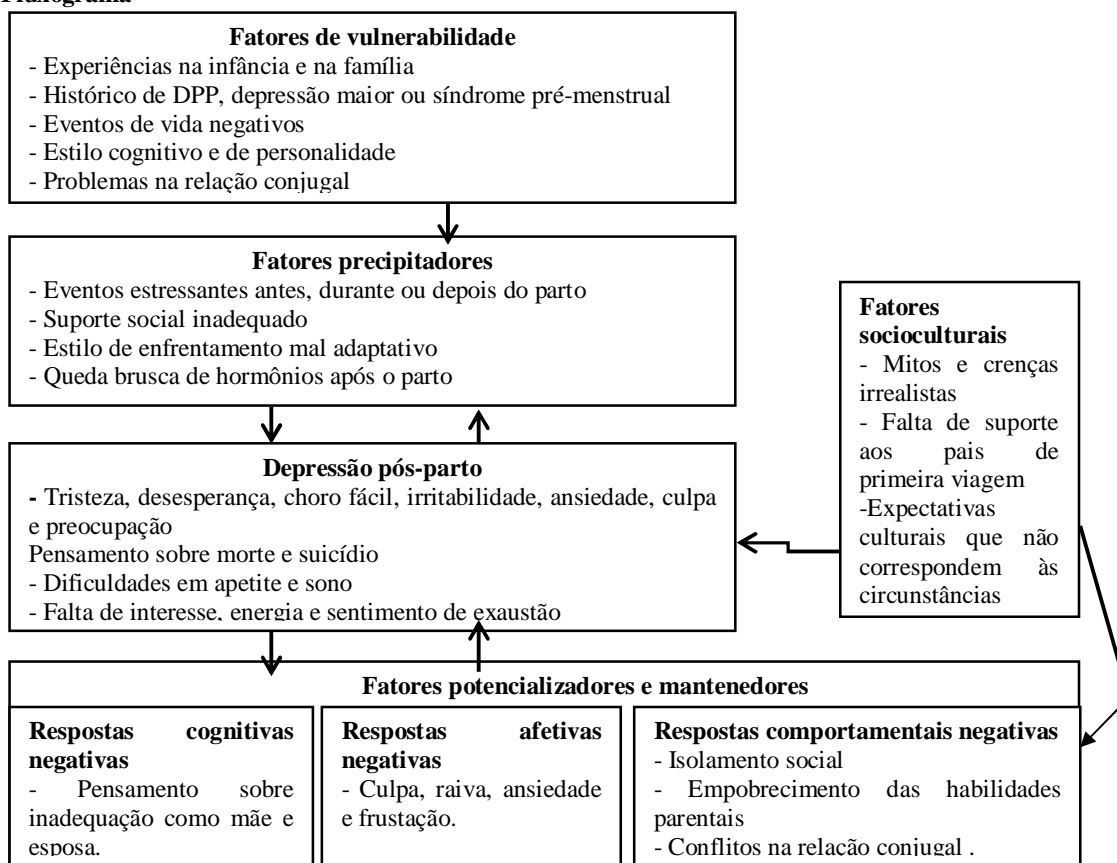 Fluxograma
Fatores de vulnerabilidade
- Experiências na infância e na família
- Histórico de DPP, depressão maior ou síndrome pré-menstrual
- Eventos de vida negativos
- Estilo cognitivo e de personalidade
- Problemas na relação conjugal
Fatores precipitadores
- Eventos estressantes antes, durante ou depois do parto
- Suporte social inadequado
- Estilo de enfrentamento mal adaptativo
- Queda brusca de hormônios após o parto
Fatores
socioculturais
- Mitos e crenças
irrealistas
- Falta de suporte
aos pais de
primeira viagem
-Expectativas
culturais que não
correspondem às
circunstâncias
Depressão pós-parto
- Tristeza, desesperança, choro fácil, irritabilidade, ansiedade, culpa
e preocupação
Pensamento sobre morte e suicídio
- Dificuldades em apetite e sono
- Falta de interesse, energia e sentimento de exaustão
Fatores potencializadores e mantenedores
Respostas cognitivas
negativas
- Pensamento sobre
inadequação como mãe e
esposa.
Respostas afetivas
negativas
- Culpa, raiva, ansiedade
e frustação.
Respostas comportamentais negativas
- Isolamento social
- Empobrecimento das habilidades
parentais
- Conflitos na relação conjugal .